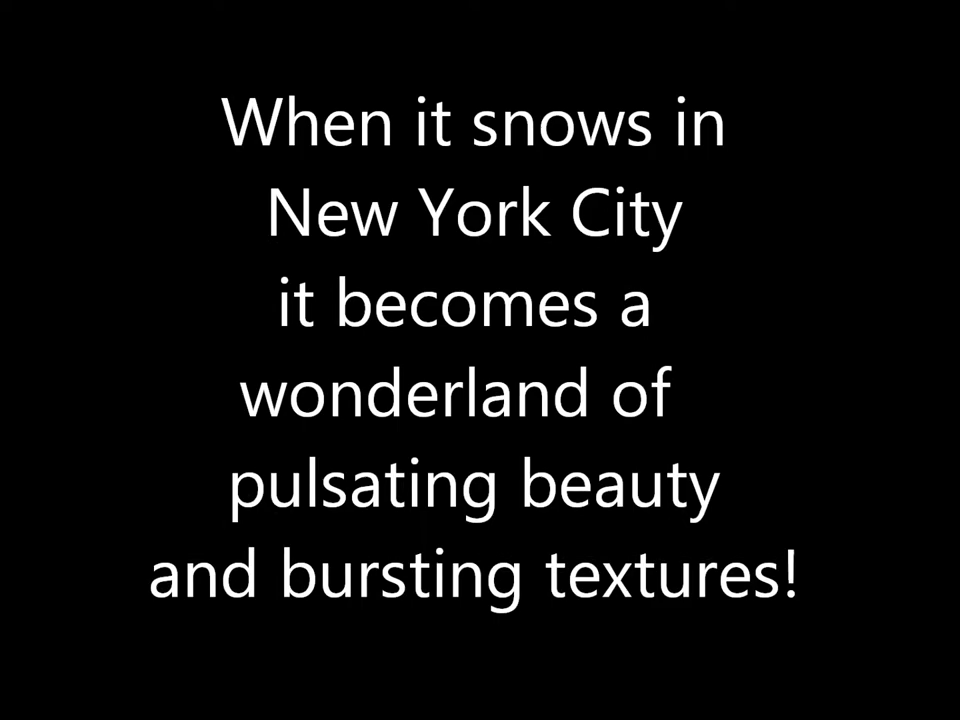 When it snows in
New York City
it becomes a
wonderland of
pulsating beauty
and bursting textures!